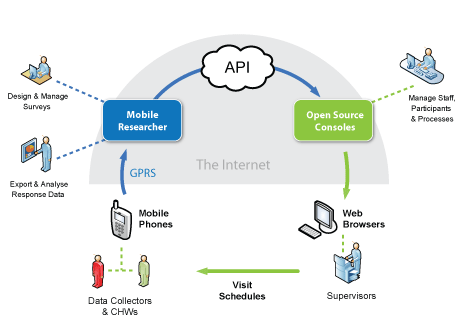 API
Design & Manage
Surveys
Mobile
Researcher
Open Source
Consoles
Manage Staff,
Participants
& Processes
The Internet
GPRS
Export & Analyse
Response Data
Mobile
Phones
Web
Browsers
Visit
Schedules
Data Collectors
& CHWs
Supervisors